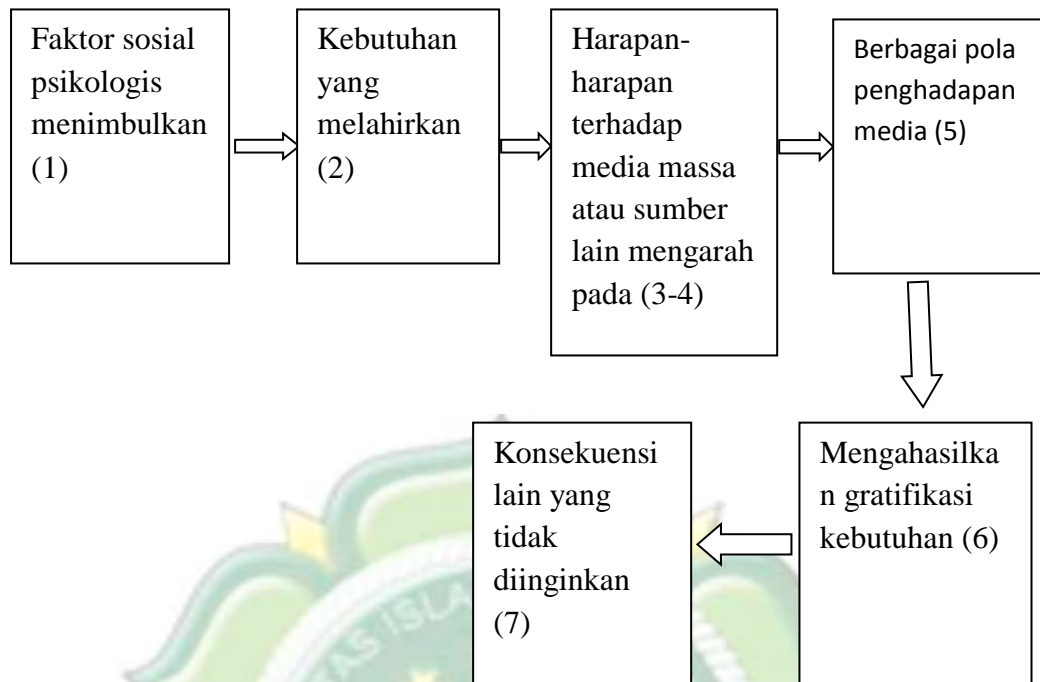 Faktor sosial
psikologis
menimbulkan
(1)
Kebutuhan
yang
melahirkan
(2)
Harapan-
harapan
terhadap
media massa
atau sumber
lain mengarah
pada (3-4)
Berbagai pola
penghadapan
media (5)
Mengahasilka
n gratifikasi
kebutuhan (6)
Konsekuensi
lain yang
tidak
diinginkan
(7)